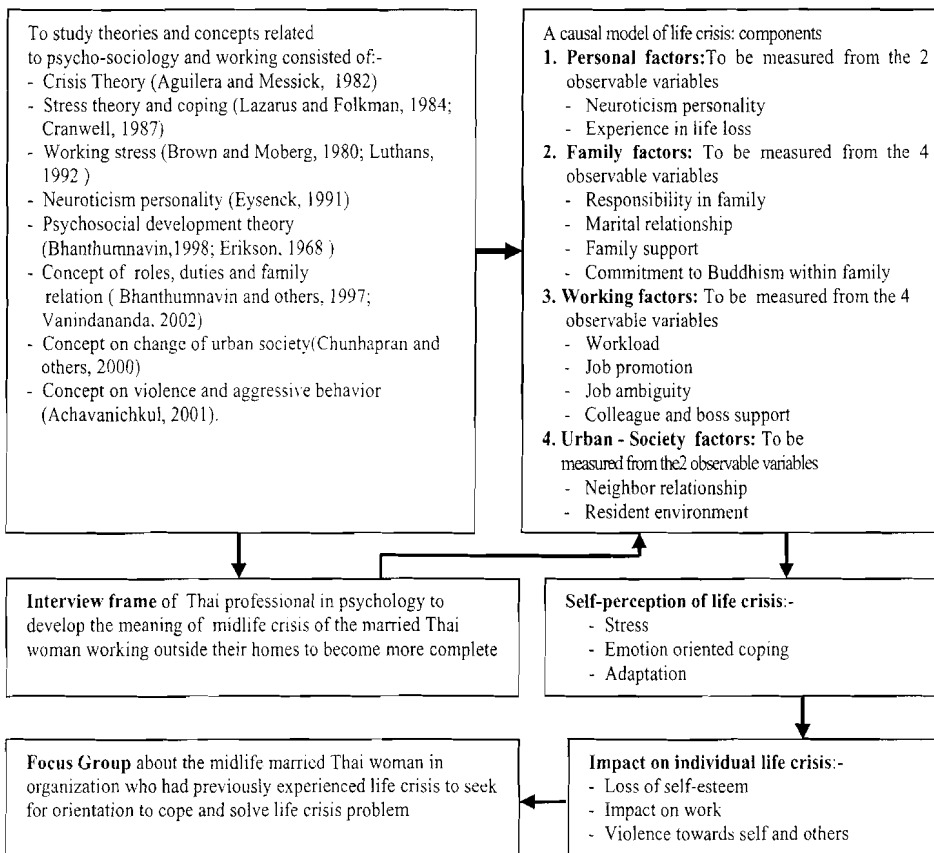 To study theories and concepts related
to psycho-sociology and working consisted of:-
- Crisis Theory (Aguilera and Messick, 1982)
- Stress theory and coping (Lazarus and Folkman, 1984;
Cranwell, 1987)
- Working stress (Brown and Moberg, 1980; Luthans,
1992 )
- Neuroticism personality (Eysenck, 1991)
- Psychosocial development theory
(Bhanthumnavin,1998; Erikson, 1968 )
- Concept of roles, duties and family
relation ( Bhanthumnavin and others, 1997;
Vanindananda, 2002)
- Concept on change of urban society(Chunhapran and
others, 2000)
- Concept on violence and aggressive behavior
(Achavanichkul, 2001).
A causal model of life crisis: components
1. Personal factors:To be measured from the 2
observable variables
- Neuroticism personality
- Experience in life loss
2. Family factors: To be measured from the 4
observable variables
- Responsibility in family
- Marital relationship
- Family support
- Commitment to Buddhism within family
3. Working factors: To be measured from the 4
observable variables
- Workload
- Job promotion
- Job ambiguity
- Colleague and boss support
4. Urban - Society factors: To be
measured from the2 observable variables
- Neighbor relationship
- Resident environment
Interview frame of Thai professional in psychology to
develop the meaning of midlife crisis of the married Thai
woman working outside their homes to become more complete
Self-perception of life crisis:-
- Stress
- Emotion oriented coping
- Adaptation
Focus Group about the midlife married Thai woman in
organization who had previously experienced life crisis to seek
for orientation to cope and solve life crisis problem
Impact on individual life crisis:-
- Loss of self-esteem
- Impact on work
- Violence towards self and others